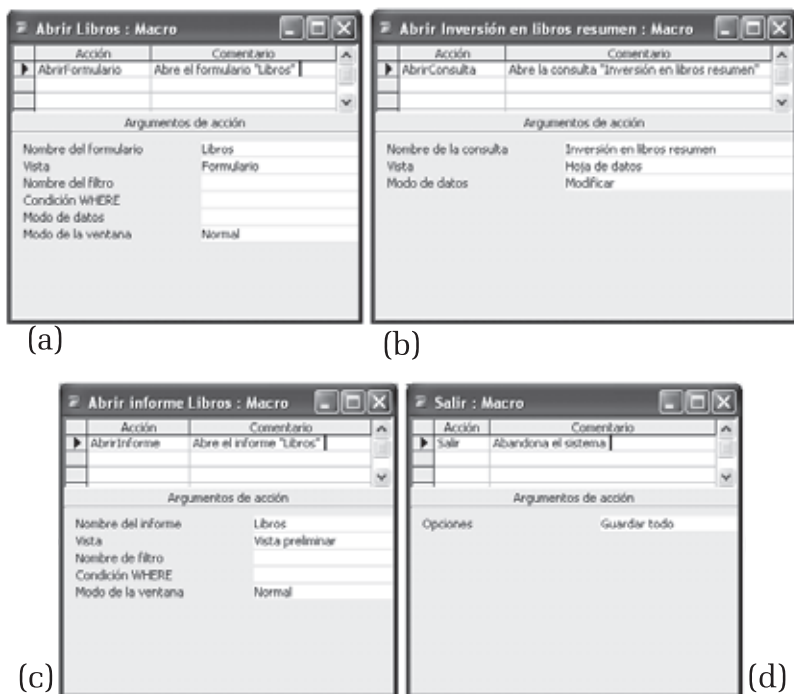 Abrir Libros : Macro
Acción Comentario
AbrirFormulario Abre el formulario "Libros"
Argumentos de acción
Nombre del formulario Libros
Vista Formulario
Nombre del filtro
Condición WHERE
Modo de datos
Modo de la ventana Normal
(a)
Abrir Inversión en libros resumen : Macro
Acción Comentario
AbrirConsulta Abre la consulta "Inversión en libros resumen"
Argumentos de acción
Nombre de la consulta Inversión en libros resumen
Vista Hoja de datos
Modo de datos Modificar
(b)
Abrir informe Libros : Macro
Acción Comentario
AbrirInforme Abre el informe "Libros"
Argumentos de acción
Nombre del informe Libros
Vista Vista preliminar
Nombre de filtro
Condición WHERE
Modo de la ventana Normal
(c)
Salir : Macro
Acción Comentario
Salir Abandona el sistema
Argumentos de acción
Opciones Guardar todo
(d)